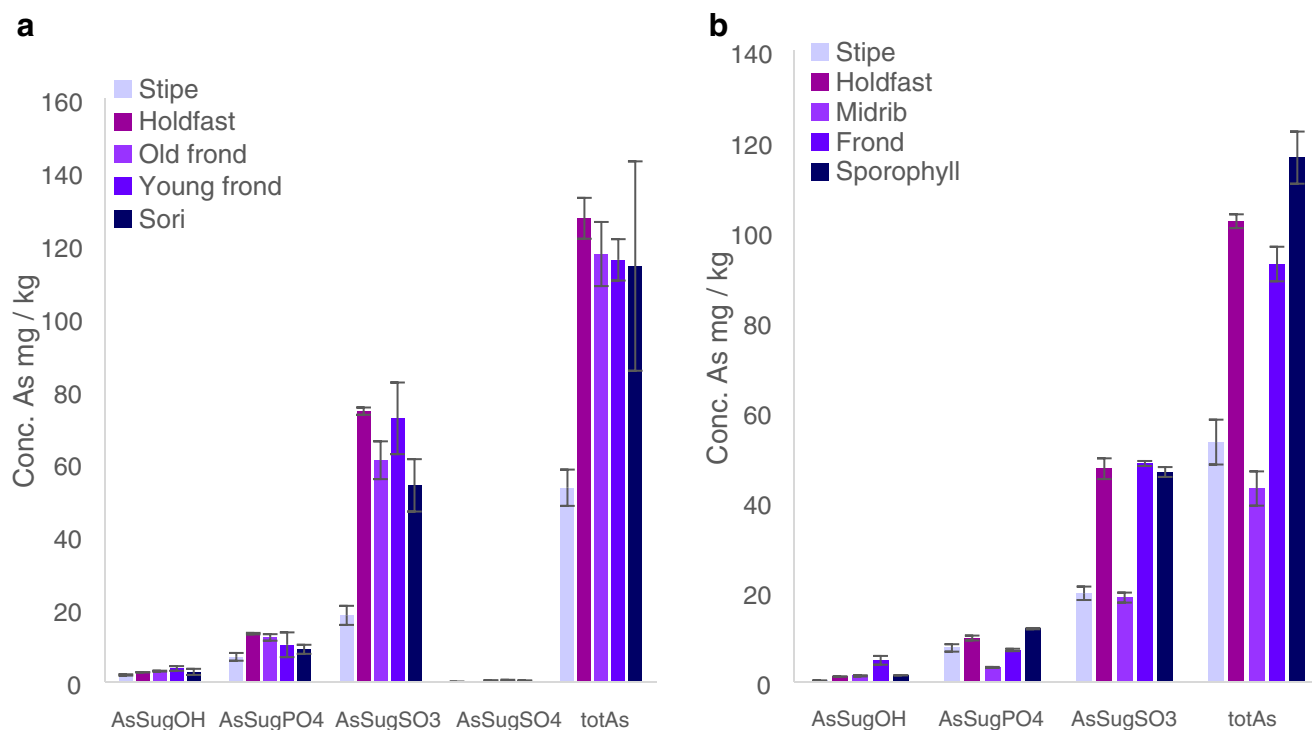 a
Stipe
Holdfast
Old frond
Young frond
Sori
Conc. As mg / kg
160
140
120
100
80
60
40
20
0
AsSugOH AsSugPO4 AsSugSO3 AsSugSO4 totAs
b
Stipe
Holdfast
Midrib
Frond
Sporophyll
Conc. As mg / kg
140
120
100
80
60
40
20
0
AsSugOH AsSugPO4 AsSugSO3 totAs